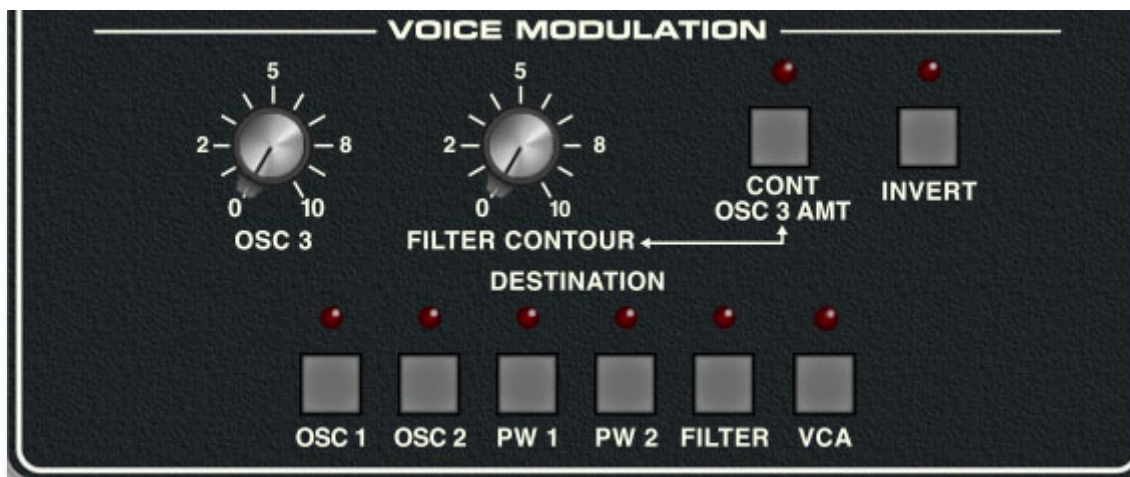 VOICE MODULATION
5
5
2
8
2
8
0
10
0
10
CONT
OSC 3 AMT
INVERT
OSC 3
FILTER CONTOUR
DESTINATION
OSC 1
OSC 2
PW 1
PW 2
FILTER
VCA